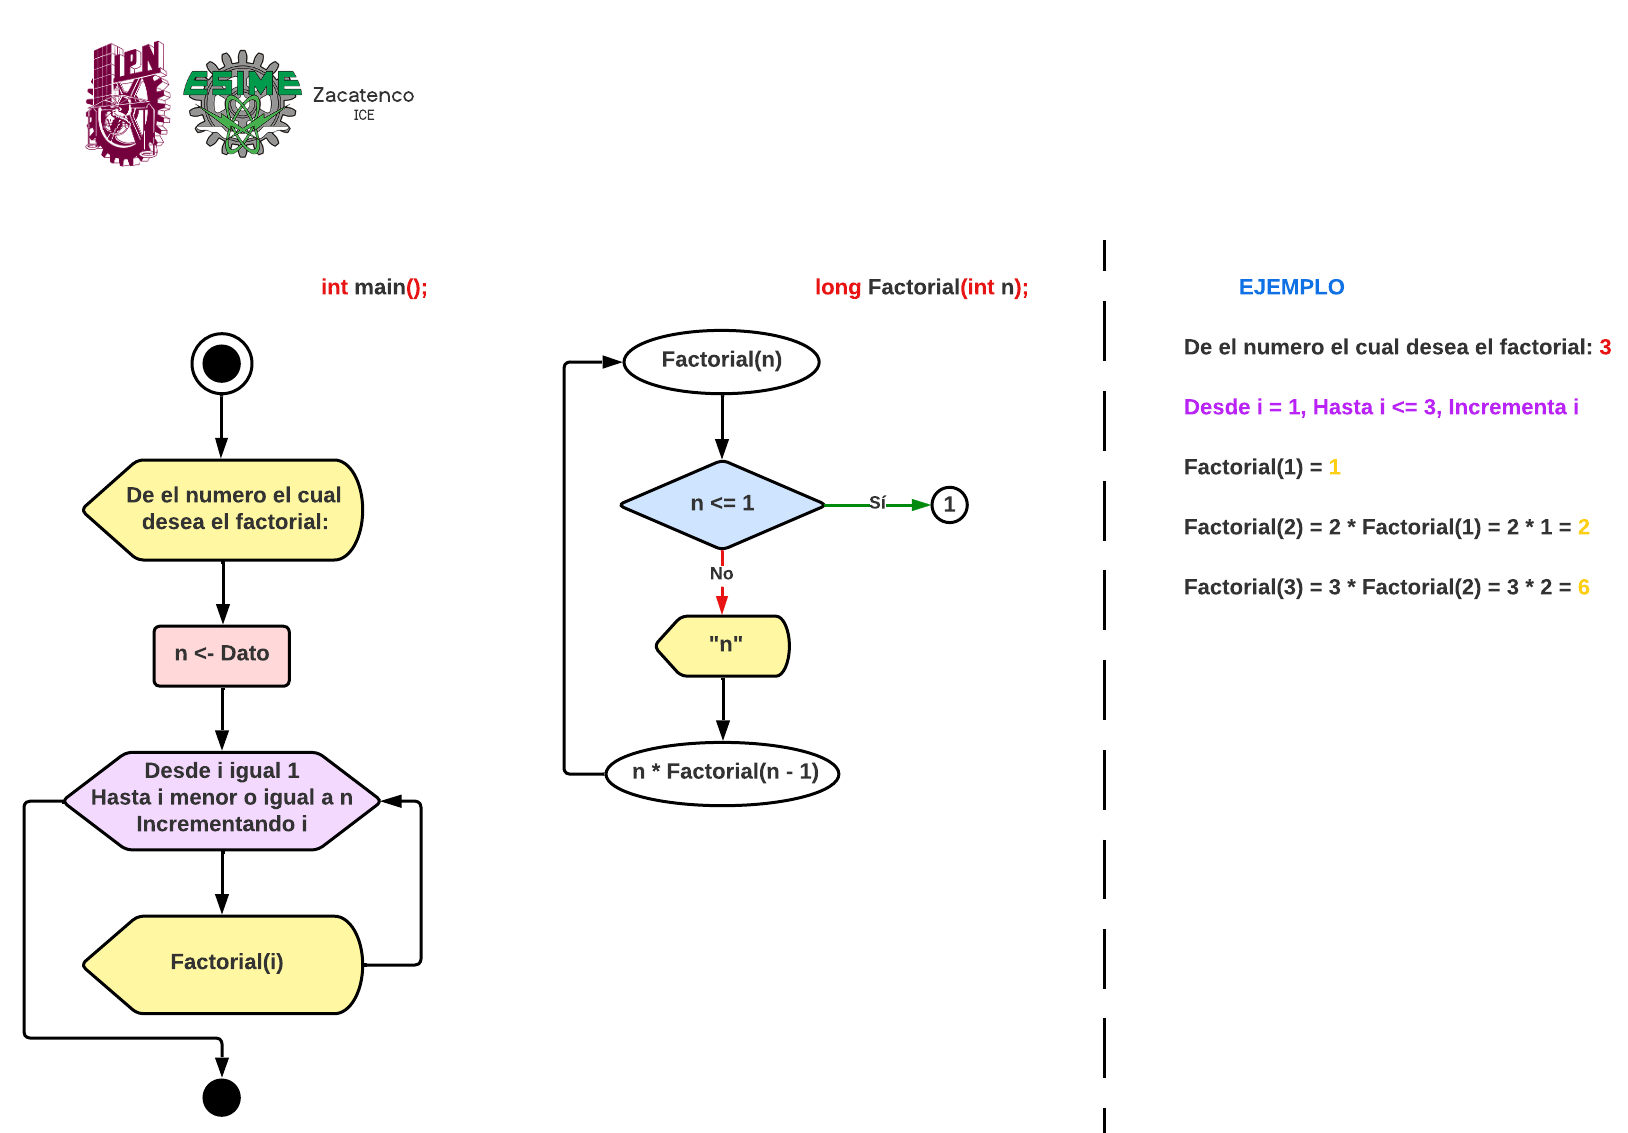 IPN
ESIME
Zacatenco
ICE
int main();
De el numero el cual
desea el factorial:
n <- Dato
Desde i igual 1
Hasta i menor o igual a n
Incrementando i
Factorial(i)
long Factorial(int n);
Factorial(n)
n <= 1
Sí
1
No
"n"
n * Factorial(n - 1)
EJEMPLO
De el numero el cual desea el factorial: 3
Desde i = 1, Hasta i <= 3, Incrementa i
Factorial(1) = 1
Factorial(2) = 2 * Factorial(1) = 2 * 1 = 2
Factorial(3) = 3 * Factorial(2) = 3 * 2 = 6